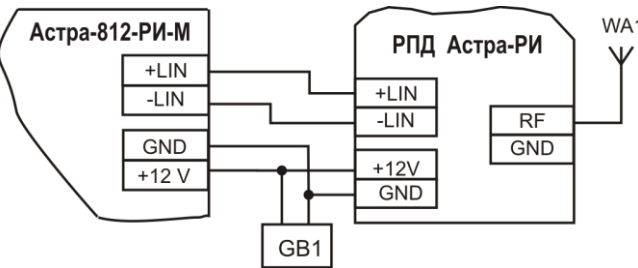 Астра-812-РИ-М
+LIN
-LIN
GND
+12 V
РПД Астра-РИ
+LIN
-LIN
+12V
GND
RF
GND
WA1
GB1